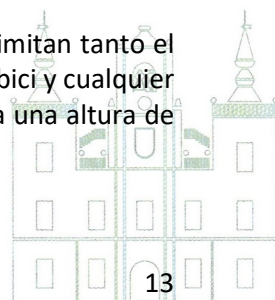 imitan tanto el
bici y cualquier
a una altura de
13